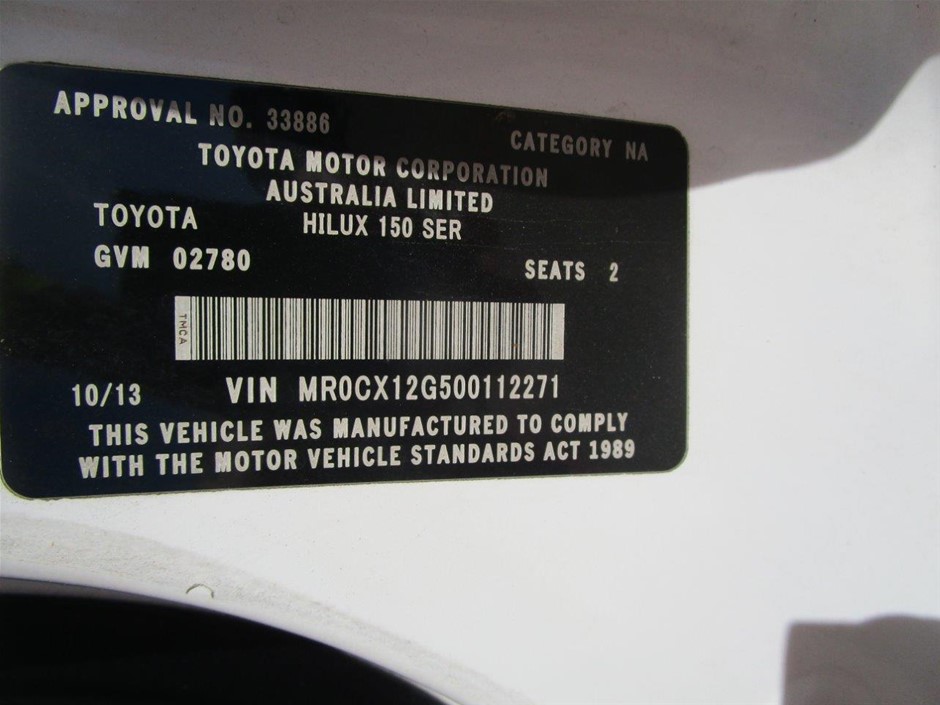 APPROVAL NO. 33886
CATEGORY NA
TOYOTA MOTOR CORPORATION
AUSTRALIA LIMITED
TOYOTA HILUX 150 SER
GVM 02780 SEATS 2
TMCA
10/13 VIN MR0CX12G500112271
THIS VEHICLE WAS MANUFACTURED TO COMPLY
WITH THE MOTOR VEHICLE STANDARDS ACT 1989